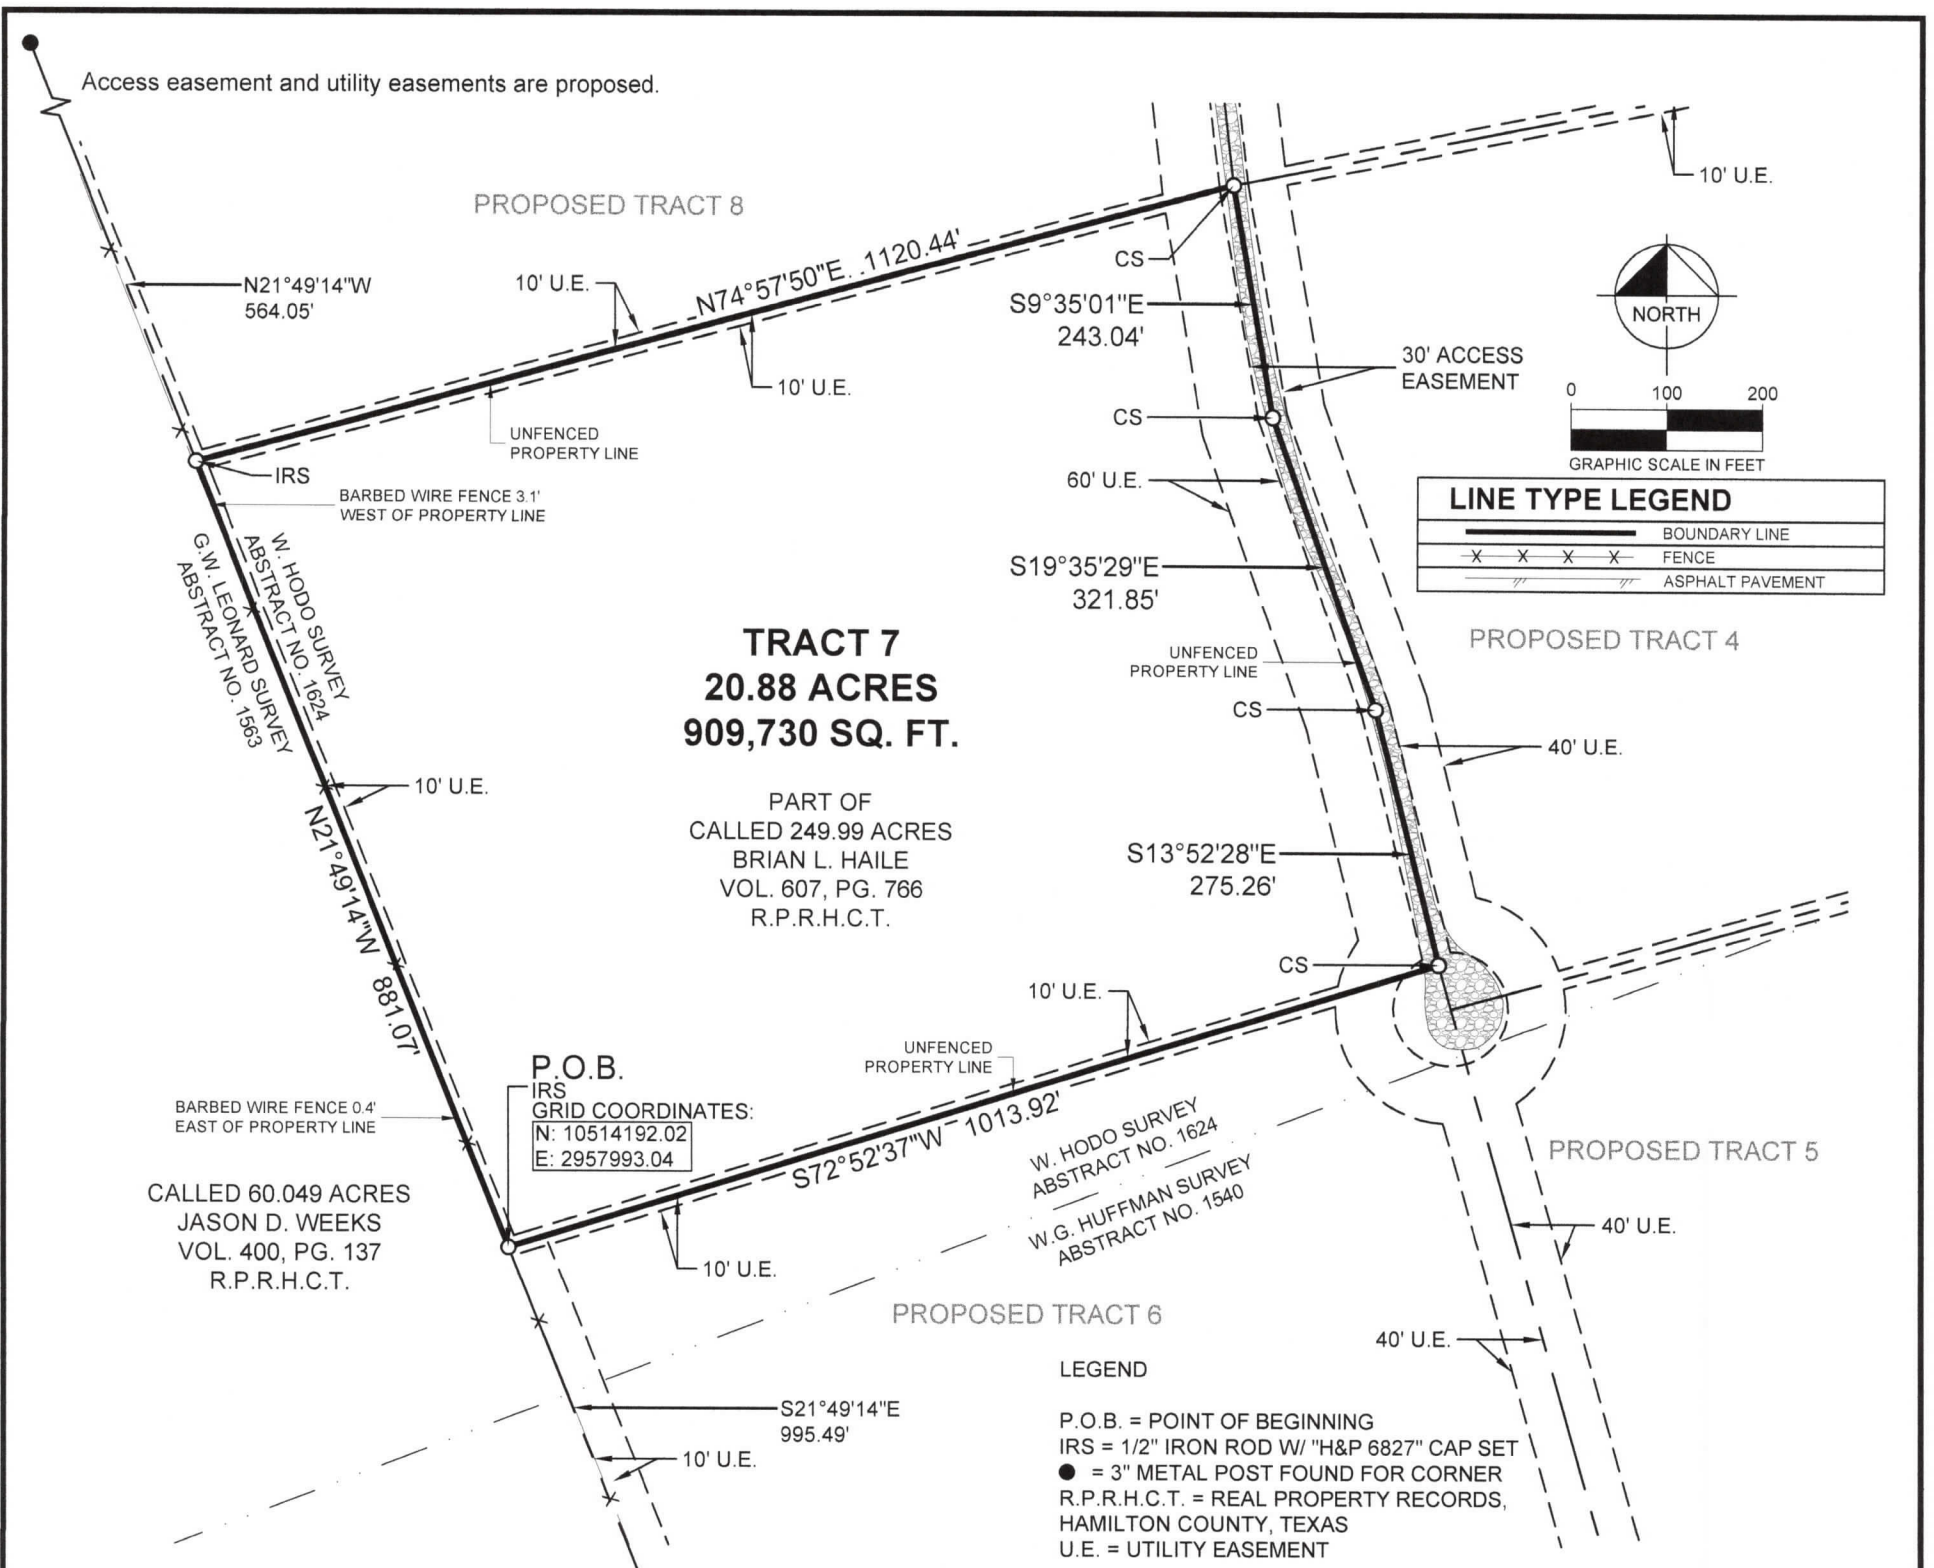 Access easement and utility easements are proposed.
PROPOSED TRACT 8
10' U.E.
N21°49'14"W
564.05'
10' U.E.
N74°57'50"E 1120.44'
10' U.E.
CS
S9°35'01"E
243.04'
NORTH
30' ACCESS
EASEMENT
0 100 200
GRAPHIC SCALE IN FEET
CS
UNFENCED
PROPERTY LINE
IRS
BARBED WIRE FENCE 3.1'
WEST OF PROPERTY LINE
60' U.E.
LINE TYPE LEGEND
BOUNDARY LINE
FENCE
ASPHALT PAVEMENT
W. HODO SURVEY
ABSTRACT NO. 1624
G.W. LEONARD SURVEY
ABSTRACT NO. 1563
S19°35'29"E
321.85'
TRACT 7
20.88 ACRES
909,730 SQ. FT.
UNFENCED
PROPERTY LINE
PROPOSED TRACT 4
CS
40' U.E.
10' U.E.
PART OF
CALLED 249.99 ACRES
BRIAN L. HAILE
VOL. 607, PG. 766
R.P.R.H.C.T.
N21°49'14"W 881.07'
S13°52'28"E
275.26'
CS
10' U.E.
UNFENCED
PROPERTY LINE
P.O.B.
IRS
GRID COORDINATES:
N: 10514192.02
E: 2957993.04
BARBED WIRE FENCE 0.4'
EAST OF PROPERTY LINE
S72°52'37"W 1013.92'
W. HODO SURVEY
ABSTRACT NO. 1624
W.G. HUFFMAN SURVEY
ABSTRACT NO. 1540
PROPOSED TRACT 5
CALLED 60.049 ACRES
JASON D. WEEKS
VOL. 400, PG. 137
R.P.R.H.C.T.
10' U.E.
40' U.E.
PROPOSED TRACT 6
40' U.E.
S21°49'14"E
995.49'
10' U.E.
LEGEND
P.O.B. = POINT OF BEGINNING
IRS = 1/2" IRON ROD W/ "H&P 6827" CAP SET
= 3" METAL POST FOUND FOR CORNER
R.P.R.H.C.T. = REAL PROPERTY RECORDS,
HAMILTON COUNTY, TEXAS
U.E. = UTILITY EASEMENT